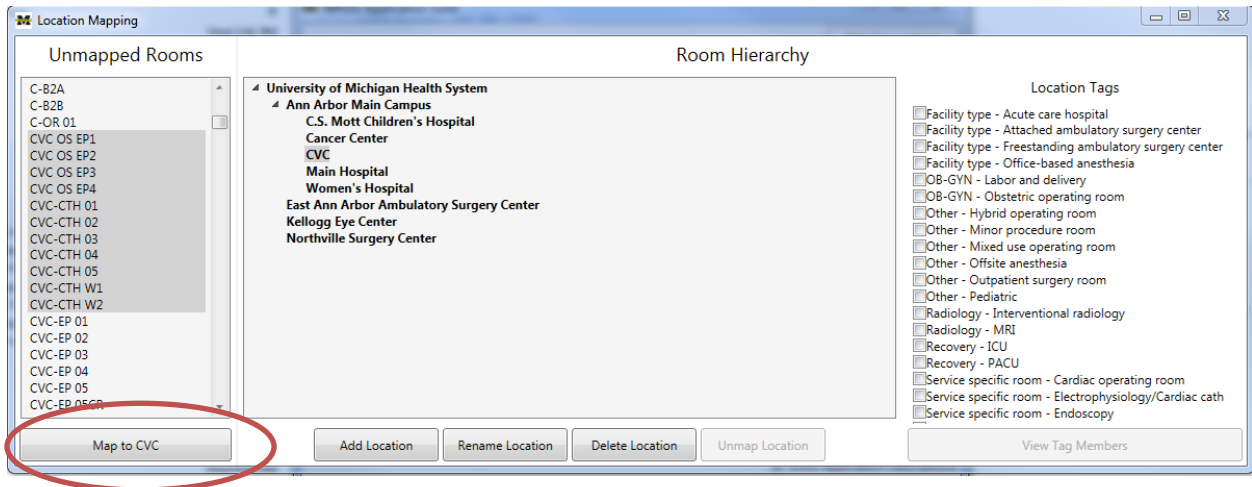 Location Mapping
Unmapped Rooms
C-B2A
C-B2B
C-OR 01
CVC OS EP1
CVC OS EP2
CVC OS EP3
CVC OS EP4
CVC-CTH 01
CVC-CTH 02
CVC-CTH 03
CVC-CTH 04
CVC-CTH 05
CVC-CTH W1
CVC-CTH W2
CVC-EP 01
CVC-EP 02
CVC-EP 03
CVC-EP 04
CVC-EP 05
CVC-EP 05CR
Map to CVC
Room Hierarchy
University of Michigan Health System
Ann Arbor Main Campus
C.S. Mott Children's Hospital
Cancer Center
CVC
Main Hospital
Women's Hospital
East Ann Arbor Ambulatory Surgery Center
Kellogg Eye Center
Northville Surgery Center
Add Location
Rename Location
Delete Location
Unmap Location
Location Tags
Facility type - Acute care hospital
Facility type - Attached ambulatory surgery center
Facility type - Freestanding ambulatory surgery center
Facility type - Office-based anesthesia
OB-GYN - Labor and delivery
OB-GYN - Obstetric operating room
Other - Hybrid operating room
Other - Minor procedure room
Other - Mixed use operating room
Other - Offsite anesthesia
Other - Outpatient surgery room
Other - Pediatric
Radiology - Interventional radiology
Radiology - MRI
Recovery - ICU
Recovery - PACU
Service specific room - Cardiac operating room
Service specific room - Electrophysiology/Cardiac cath
Service specific room - Endoscopy
View Tag Members